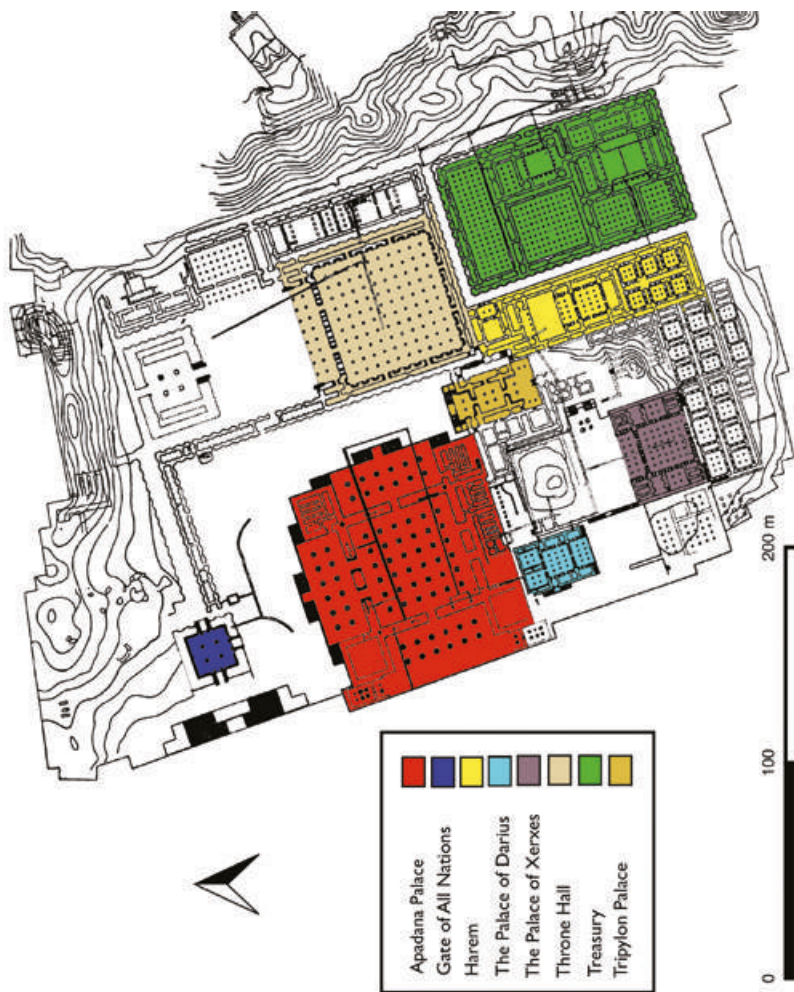 Apadana Palace
Gate of All Nations
Harem
The Palace of Darius
The Palace of Xerxes
Throne Hall
Treasury
Tripylon Palace
0
100
200 m